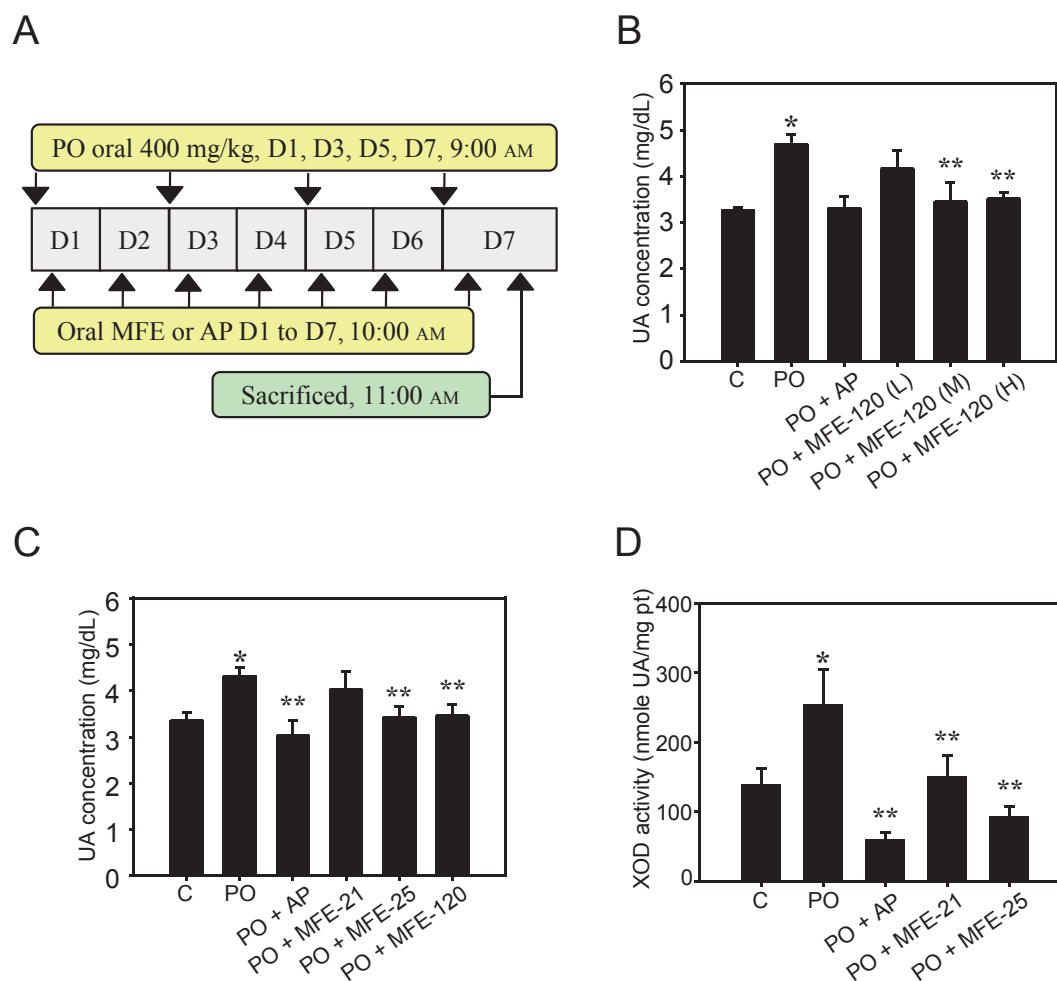 A
PO oral 400 mg/kg, D1, D3, D5, D7, 9:00 AM
D1 D2 D3 D4 D5 D6 D7
Oral MFE or AP D1 to D7, 10:00 AM
Sacrificed, 11:00 AM
B
UA concentration (mg/dL)
6
5
4
3
2
1
0
*
**
**
C
PO
PO + AP
PO + MFE-120 (L)
PO + MFE-120 (M)
PO + MFE-120 (H)
C
UA concentration (mg/dL)
6
5
4
3
2
1
0
*
**
**
**
C
PO
PO + AP
PO + MFE-21
PO + MFE-25
PO + MFE-120
D
XOD activity (nmole UA/mg pt)
400
300
200
100
0
*
**
**
**
C
PO
PO + AP
PO + MFE-21
PO + MFE-25